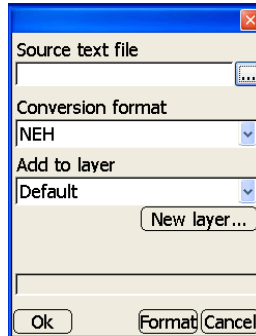 Source text file
...
Conversion format
NEH
Add to layer
Default
New layer...
Ok Format Cancel